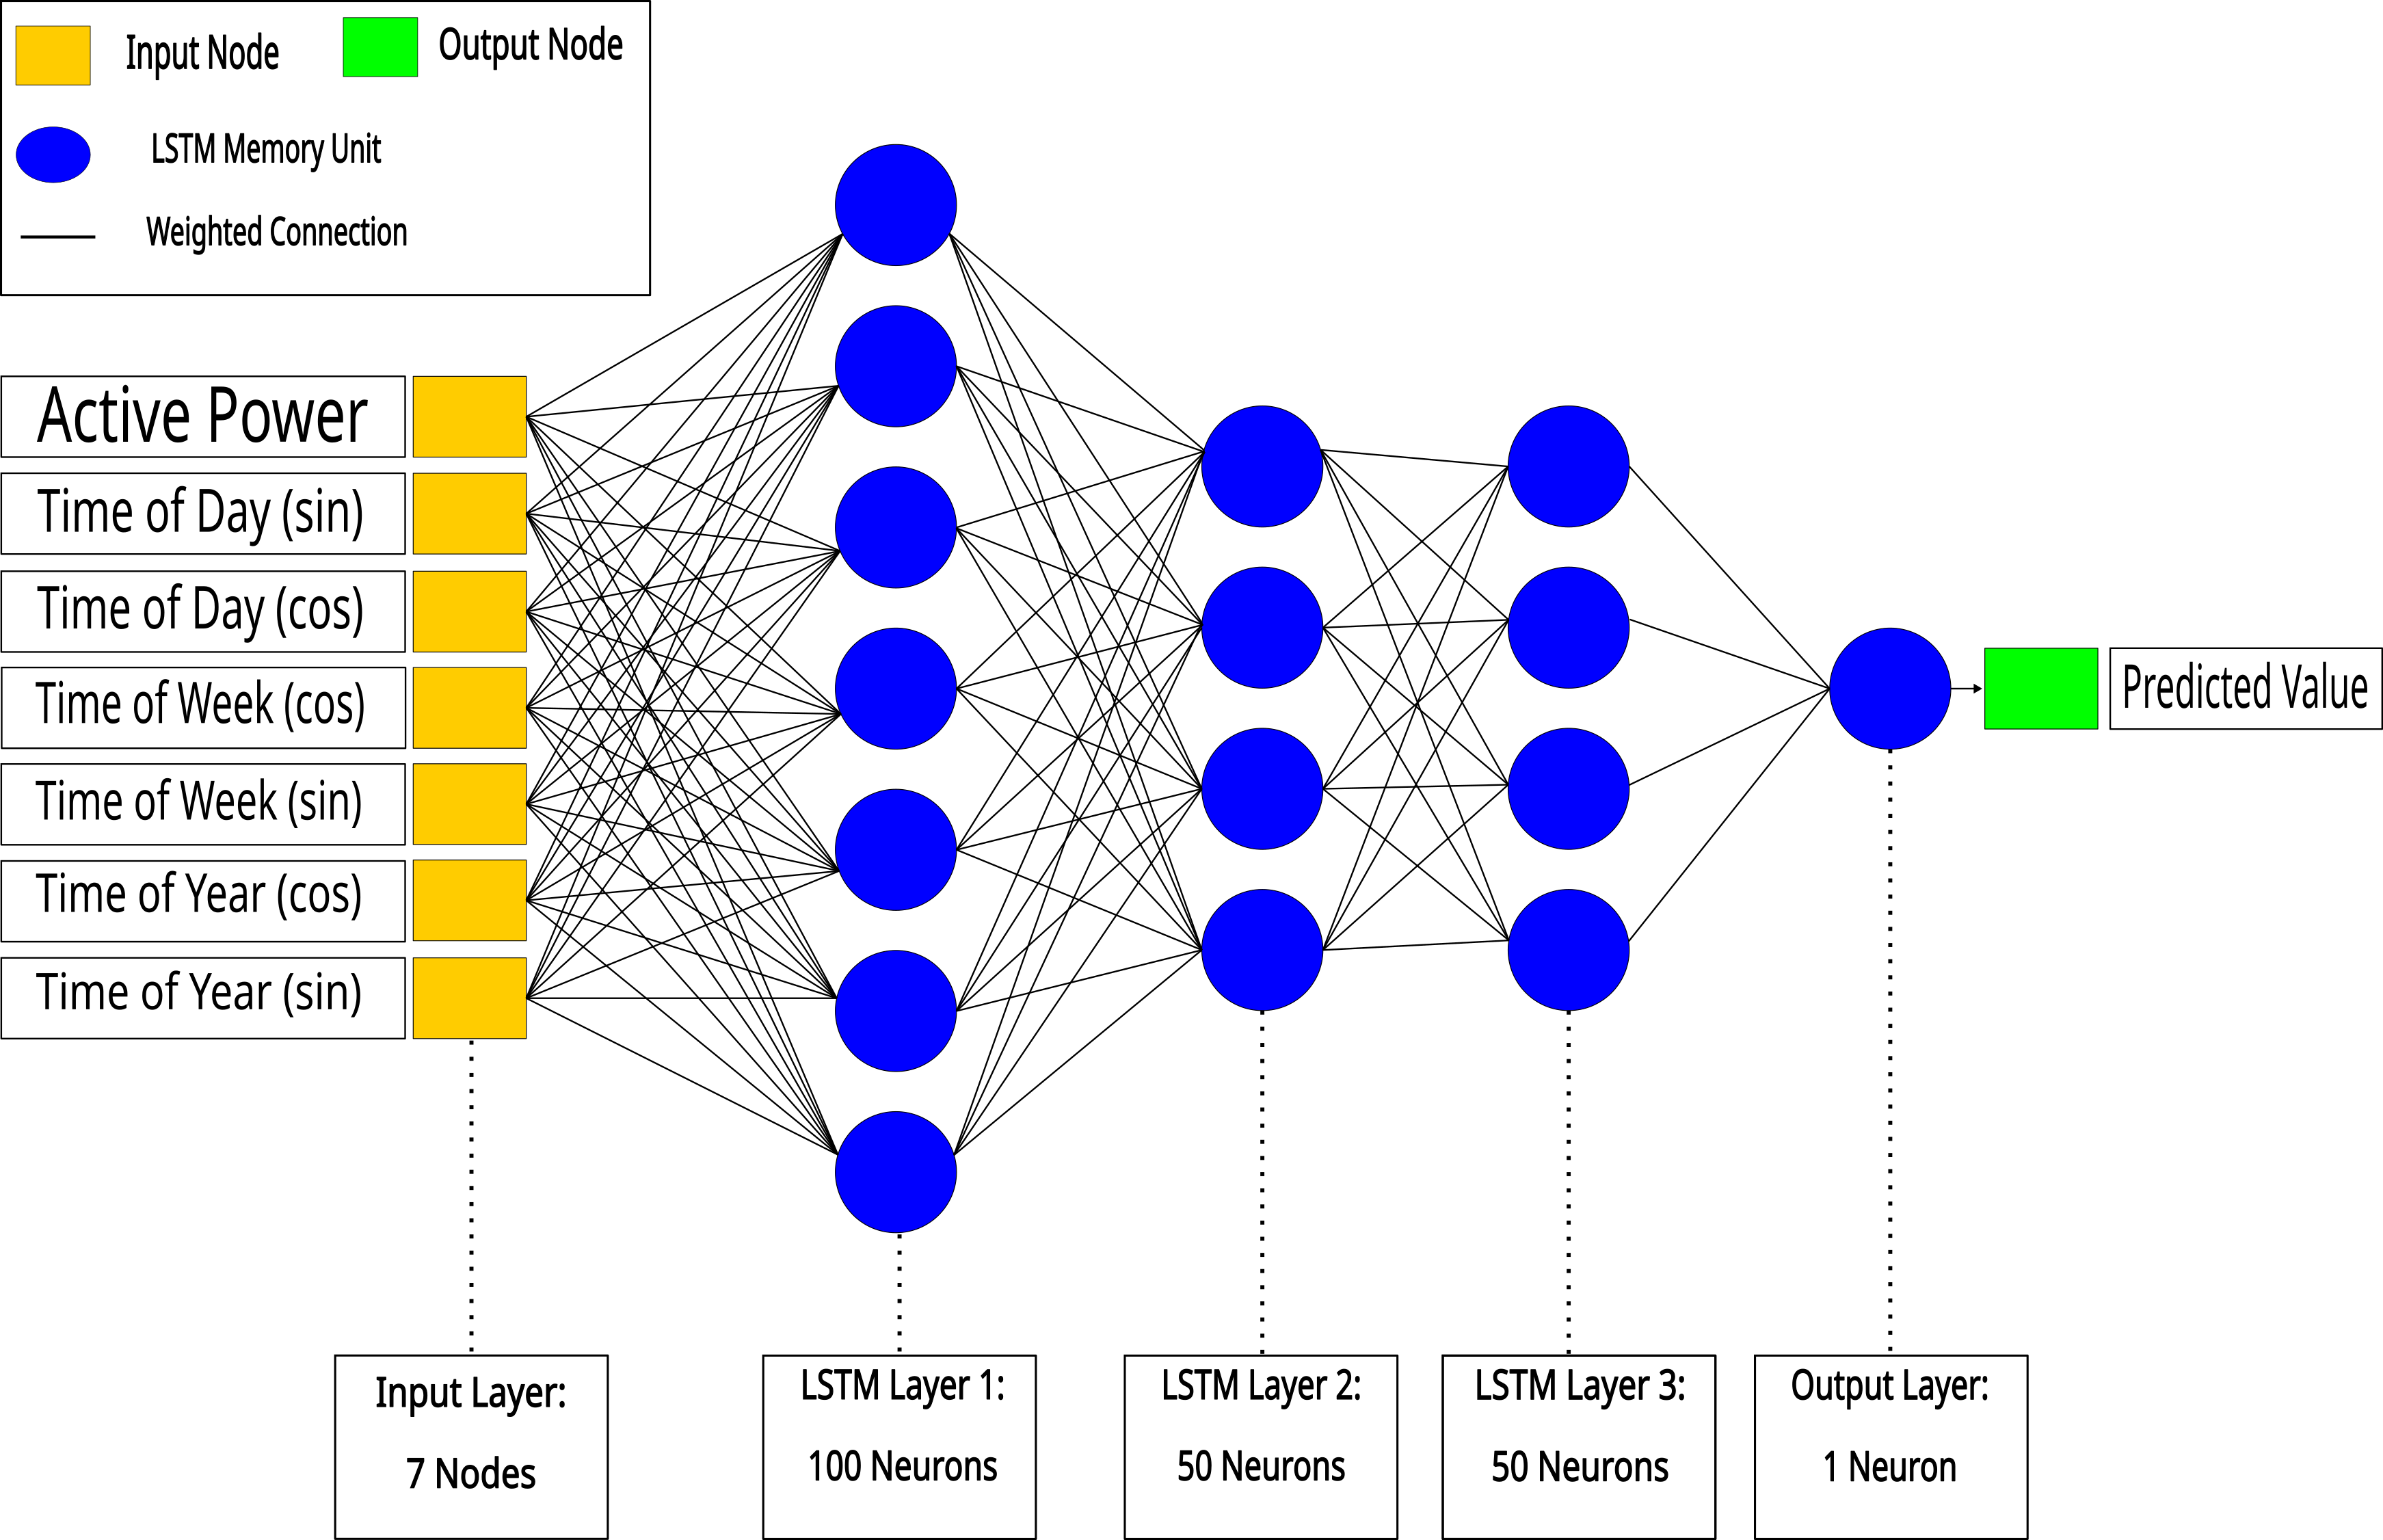 Input Node
Output Node
LSTM Memory Unit
Weighted Connection
Active Power
Time of Day (sin)
Time of Day (cos)
Time of Week (cos)
Time of Week (sin)
Time of Year (cos)
Time of Year (sin)
Predicted Value
Input Layer:
7 Nodes
LSTM Layer 1:
100 Neurons
LSTM Layer 2:
50 Neurons
LSTM Layer 3:
50 Neurons
Output Layer:
1 Neuron